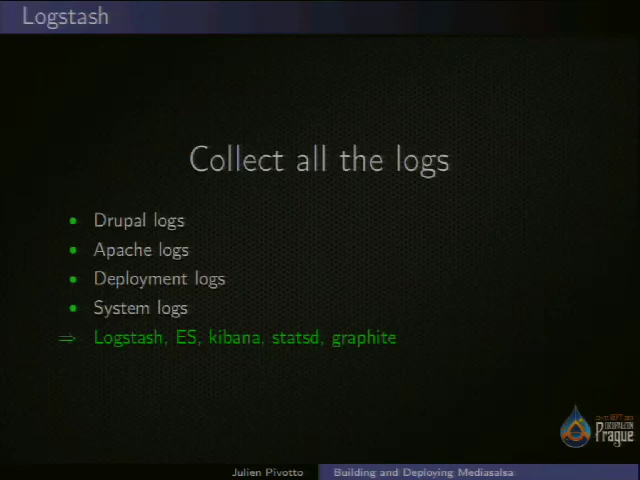 Logstash
Collect all the logs
• Drupal logs
• Apache logs
• Deployment logs
• System logs
⇒ Logstash, ES, kibana, statsd, graphite
DRUPALCON
Prague
Julien Pivotto
Building and Deploying Mediasalsa